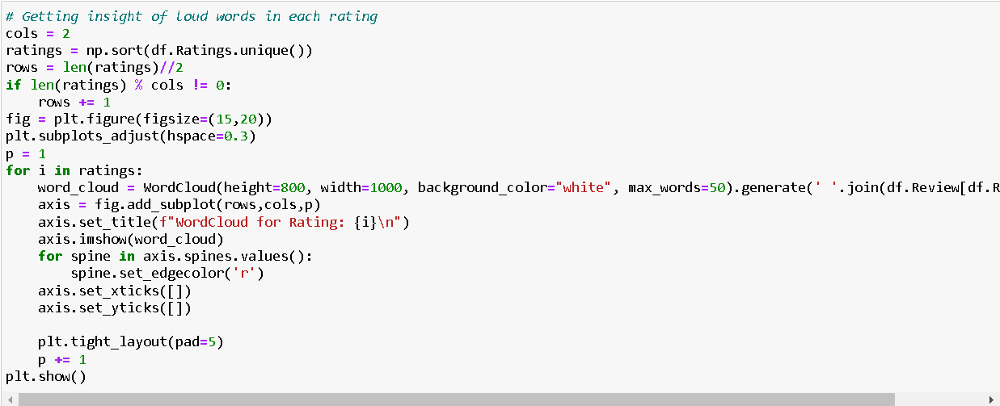 # Getting insight of loud words in each rating
cols = 2
ratings = np.sort(df.Ratings.unique())
rows = len(ratings)//2
if len(ratings) % cols != 0:
    rows += 1
fig = plt.figure(figsize=(15,20))
plt.subplots_adjust(hspace=0.3)
p = 1
for i in ratings:
    word_cloud = WordCloud(height=800, width=1000, background_color="white", max_words=50).generate(' '.join(df.Review[df.R
    axis = fig.add_subplot(rows,cols,p)
    axis.set_title(f"WordCloud for Rating: {i}\n")
    axis.imshow(word_cloud)
    for spine in axis.spines.values():
        spine.set_edgecolor('r')
    axis.set_xticks([])
    axis.set_yticks([])
    plt.tight_layout(pad=5)
    p += 1
plt.show()